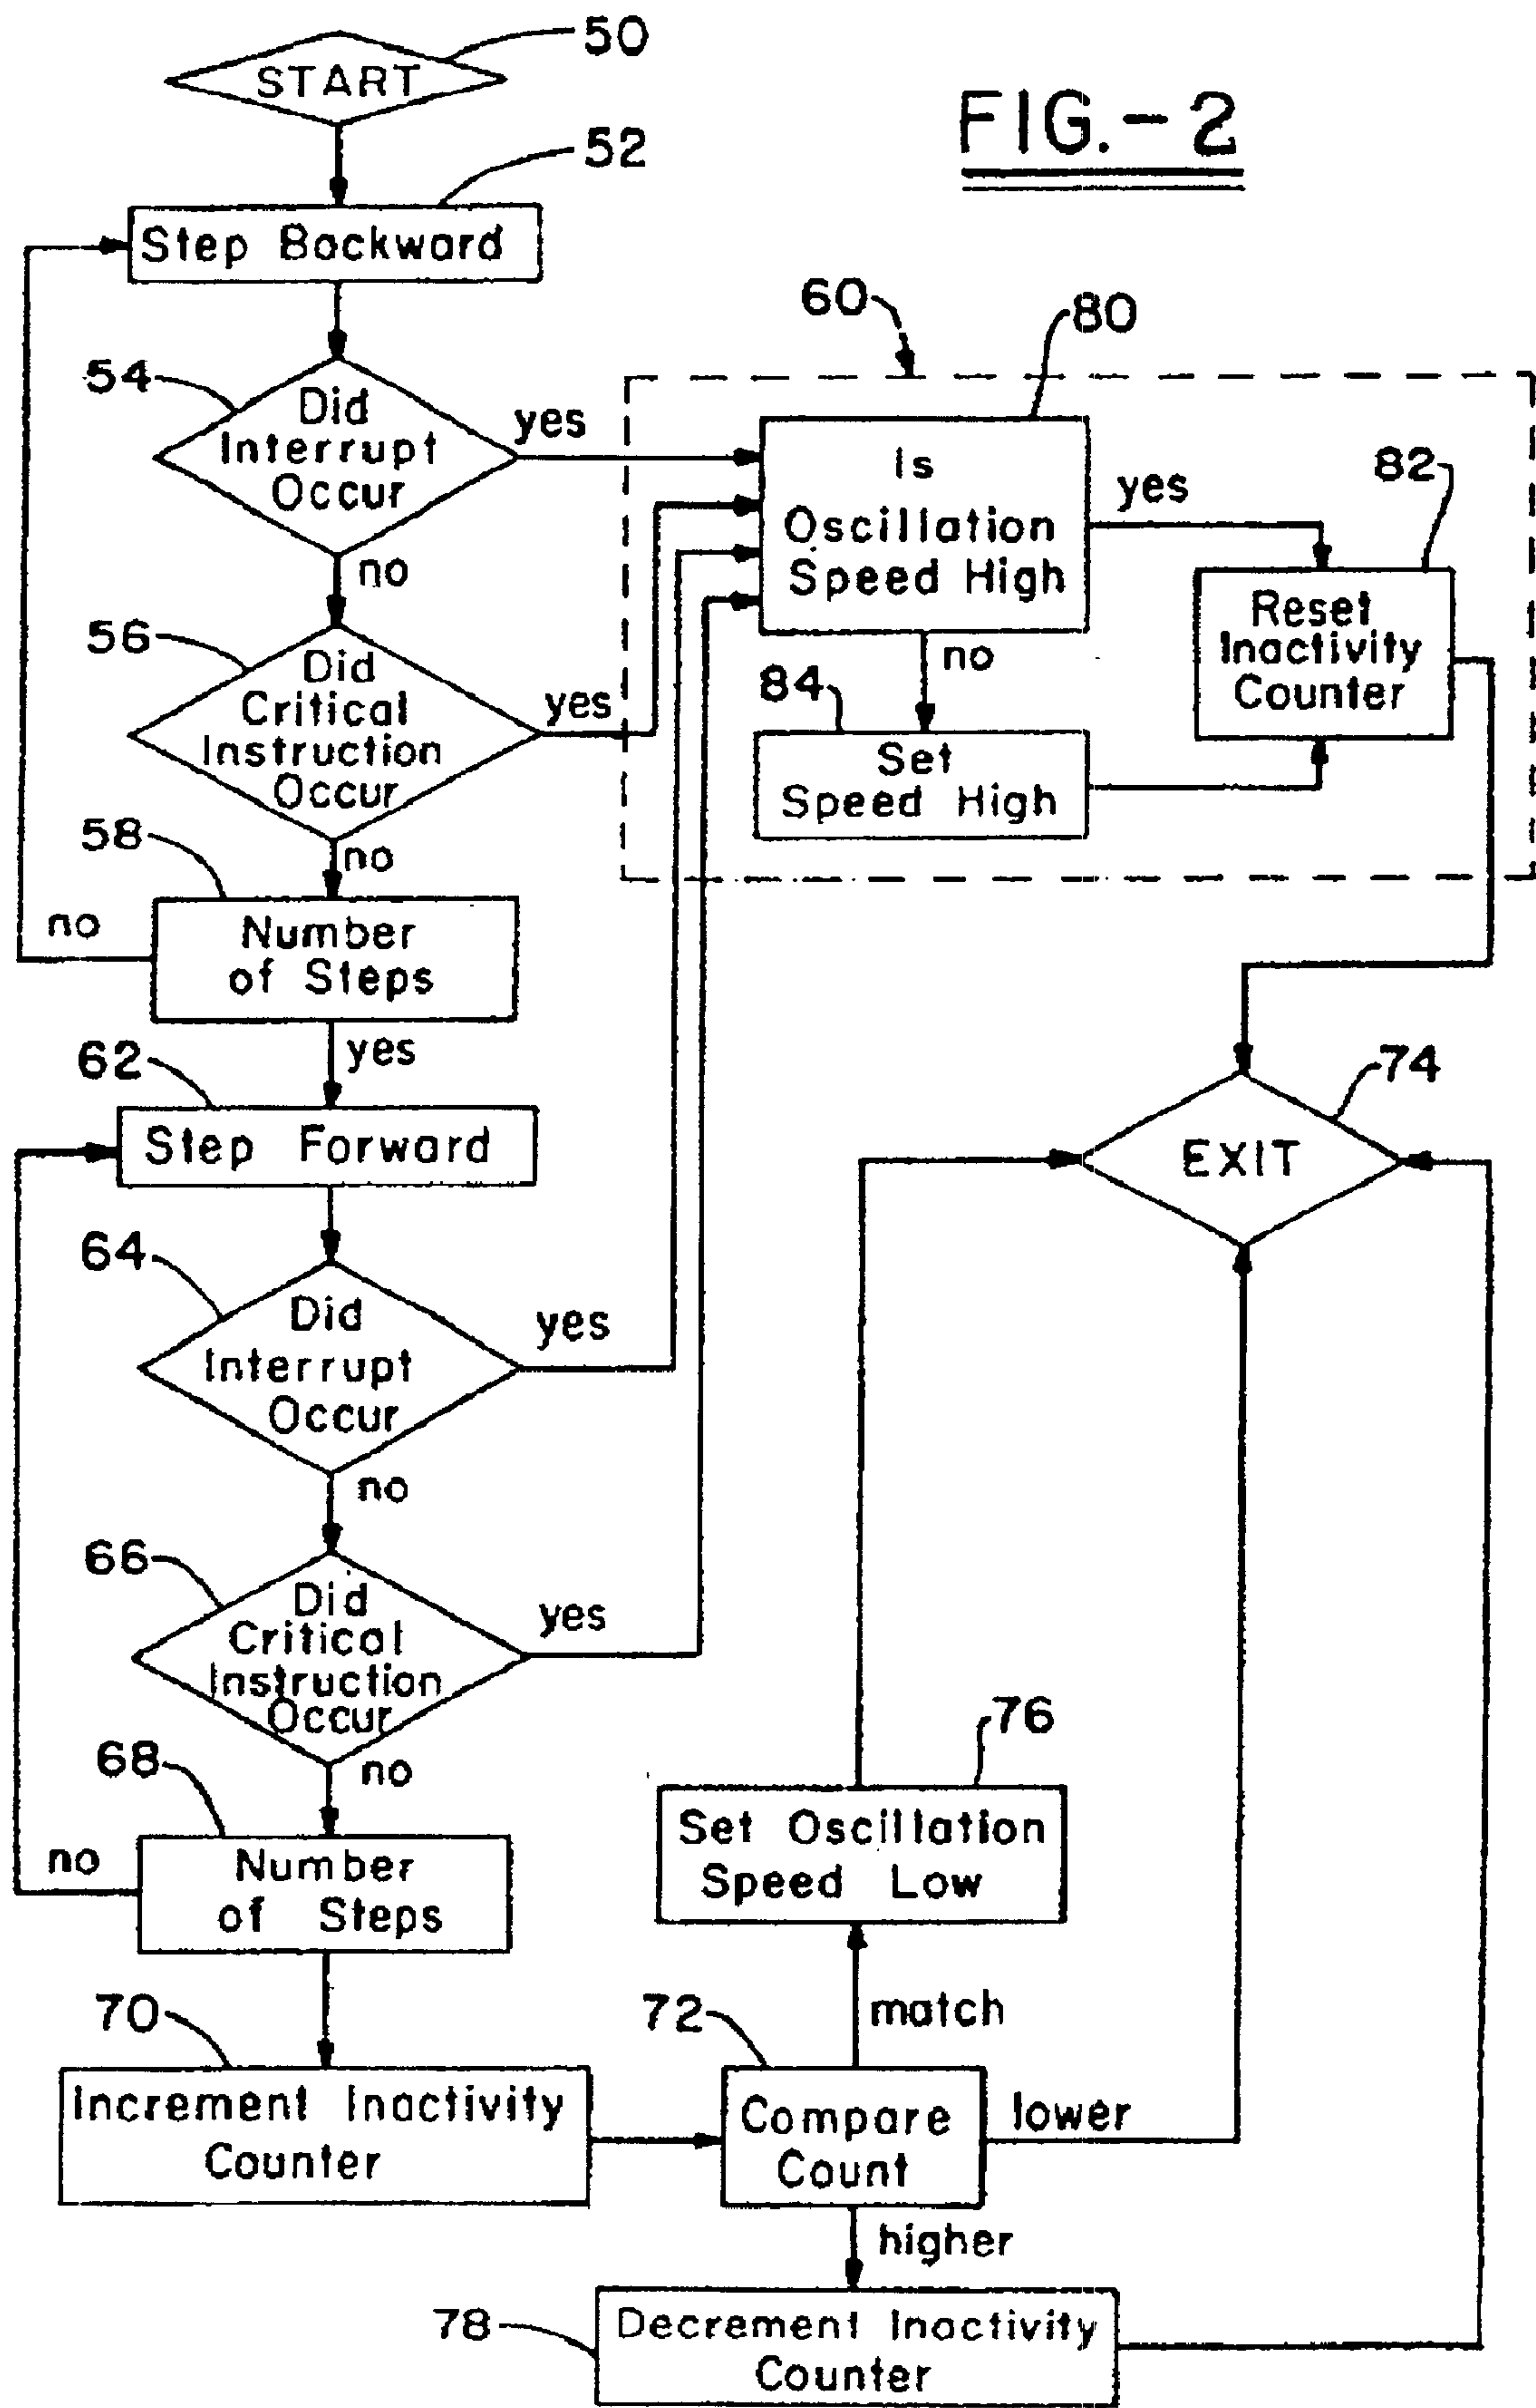 50
START
FIG.-2
52
Step Backward
60
80
54
Did
Interrupt
Occur
yes
Is
Oscillation
Speed High
yes
82
no
56
Did
Critical
Instruction
Occur
yes
no
84
Set
Speed High
Reset
Inactivity
Counter
58
no
no
Number
of Steps
yes
62
Step Forward
74
EXIT
64
Did
Interrupt
Occur
yes
no
66
Did
Critical
Instruction
Occur
yes
no
68
no
Number
of Steps
76
Set Oscillation
Speed Low
70
Increment Inactivity
Counter
72
match
Compare
Count
lower
higher
78
Decrement Inactivity
Counter